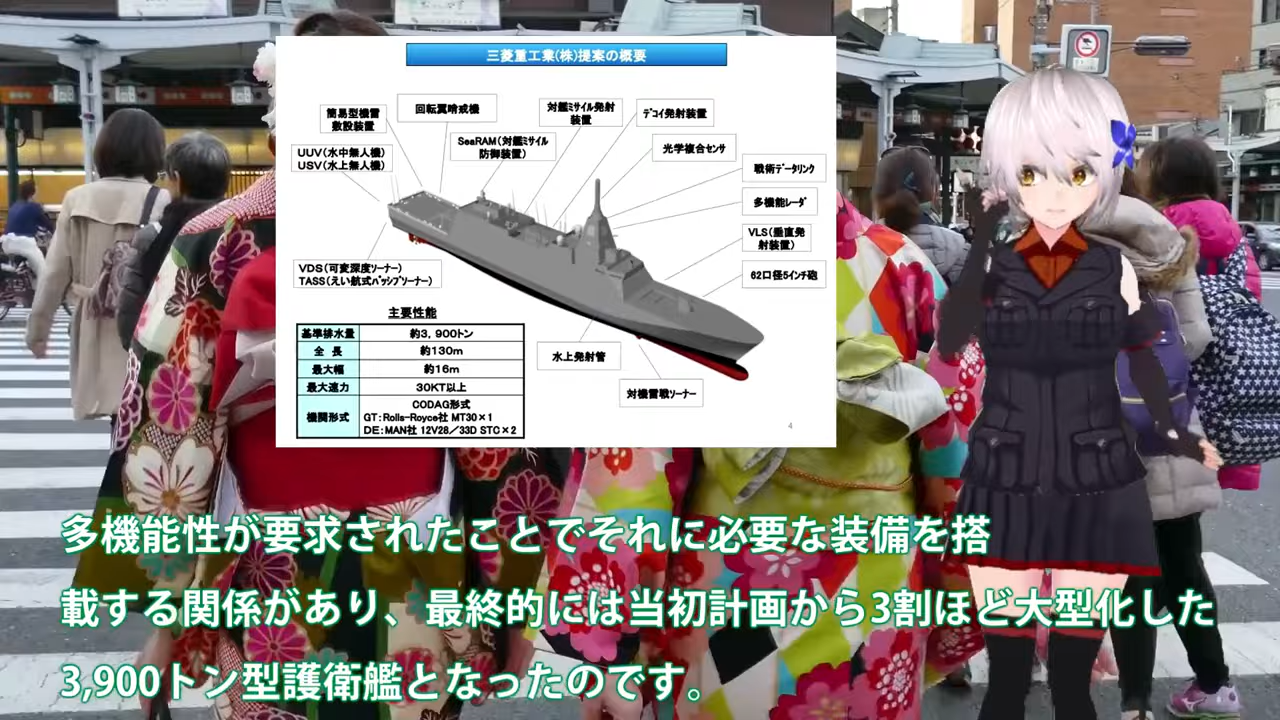 三菱重工業(株)提案の概要
簡易型機雷
敷設装置
回転翼哨戒機
対艦ﾐｻｲﾙ発射
装置
ﾃﾞｺｲ発射装置
UUV(水中無人機)
USV(水上無人機)
SeaRAM(対艦ﾐｻｲﾙ
防御装置)
光学複合ｾﾝｻ
戦術ﾃﾞｰﾀﾘﾝｸ
多機能ﾚｰﾀﾞ
VLS(垂直発
射装置)
62口径5ｲﾝﾁ砲
VDS(可変深度ｿｰﾅｰ)
TASS(えい航式ﾊﾟｯｼﾌﾞｿｰﾅｰ)
水上発射管
対機雷戦ｿｰﾅｰ
主要性能
基準排水量 約3，900トン
全 長 約130m
最大幅 約16m
最大速力 30KT以上
機関形式 CODAG形式
GT：Rolls-Royce社 MT30×1
DE：MAN社 12V28／33D STC×2
4
多機能性が要求されたことでそれに必要な装備を搭
載する関係があり、最終的には当初計画から3割ほど大型化した
3,900トン型護衛艦となったのです。